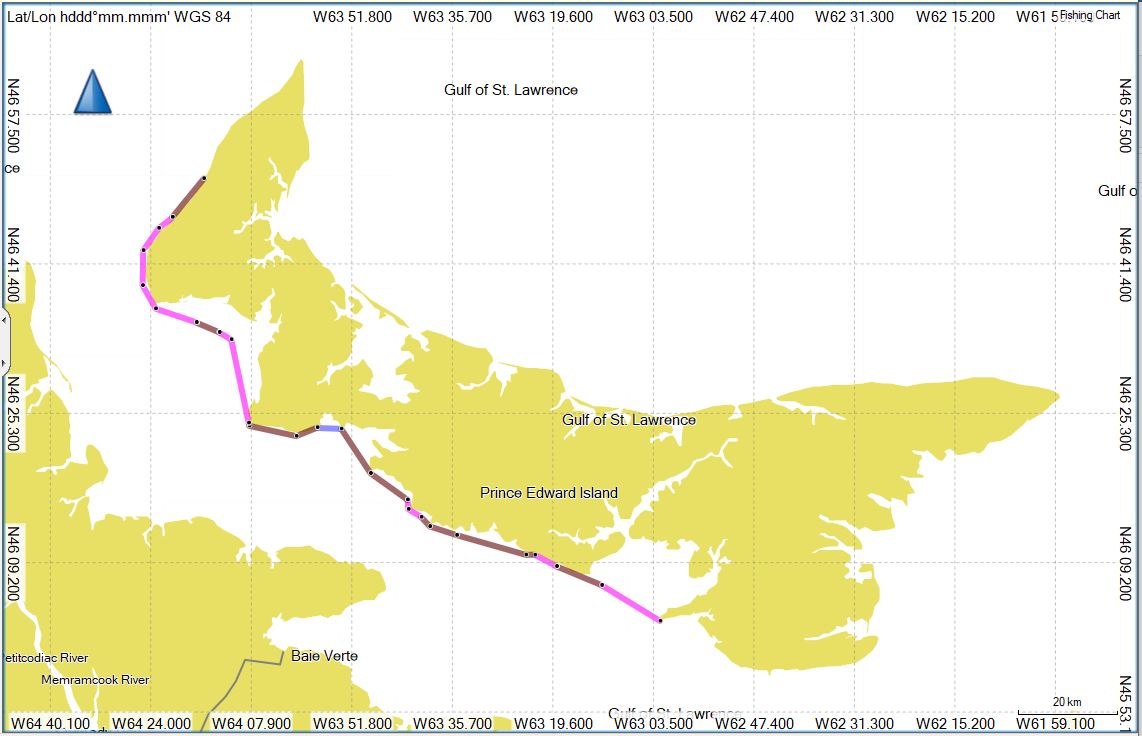 Lat/Lon hddd°mm.mmm' WGS 84
W63 51.800
W63 35.700
W63 19.600
W63 03.500
W62 47.400
W62 31.300
W62 15.200
W61 5
Fishing Chart
Gulf of St. Lawrence
N46 57.500
N46 57.500
Gulf o
N46 41.400
N46 41.400
N46 25.300
N46 25.300
Gulf of St. Lawrence
Prince Edward Island
N46 09.200
N46 09.200
etitcodiac River
Baie Verte
Memramcook River
N45 53.1
20 km
Gulf of St. Lawrence
W64 40.100
W64 24.000
W64 07.900
W63 51.800
W63 35.700
W63 19.600
W63 03.500
W62 47.400
W62 31.300
W62 15.200
W61 59.100